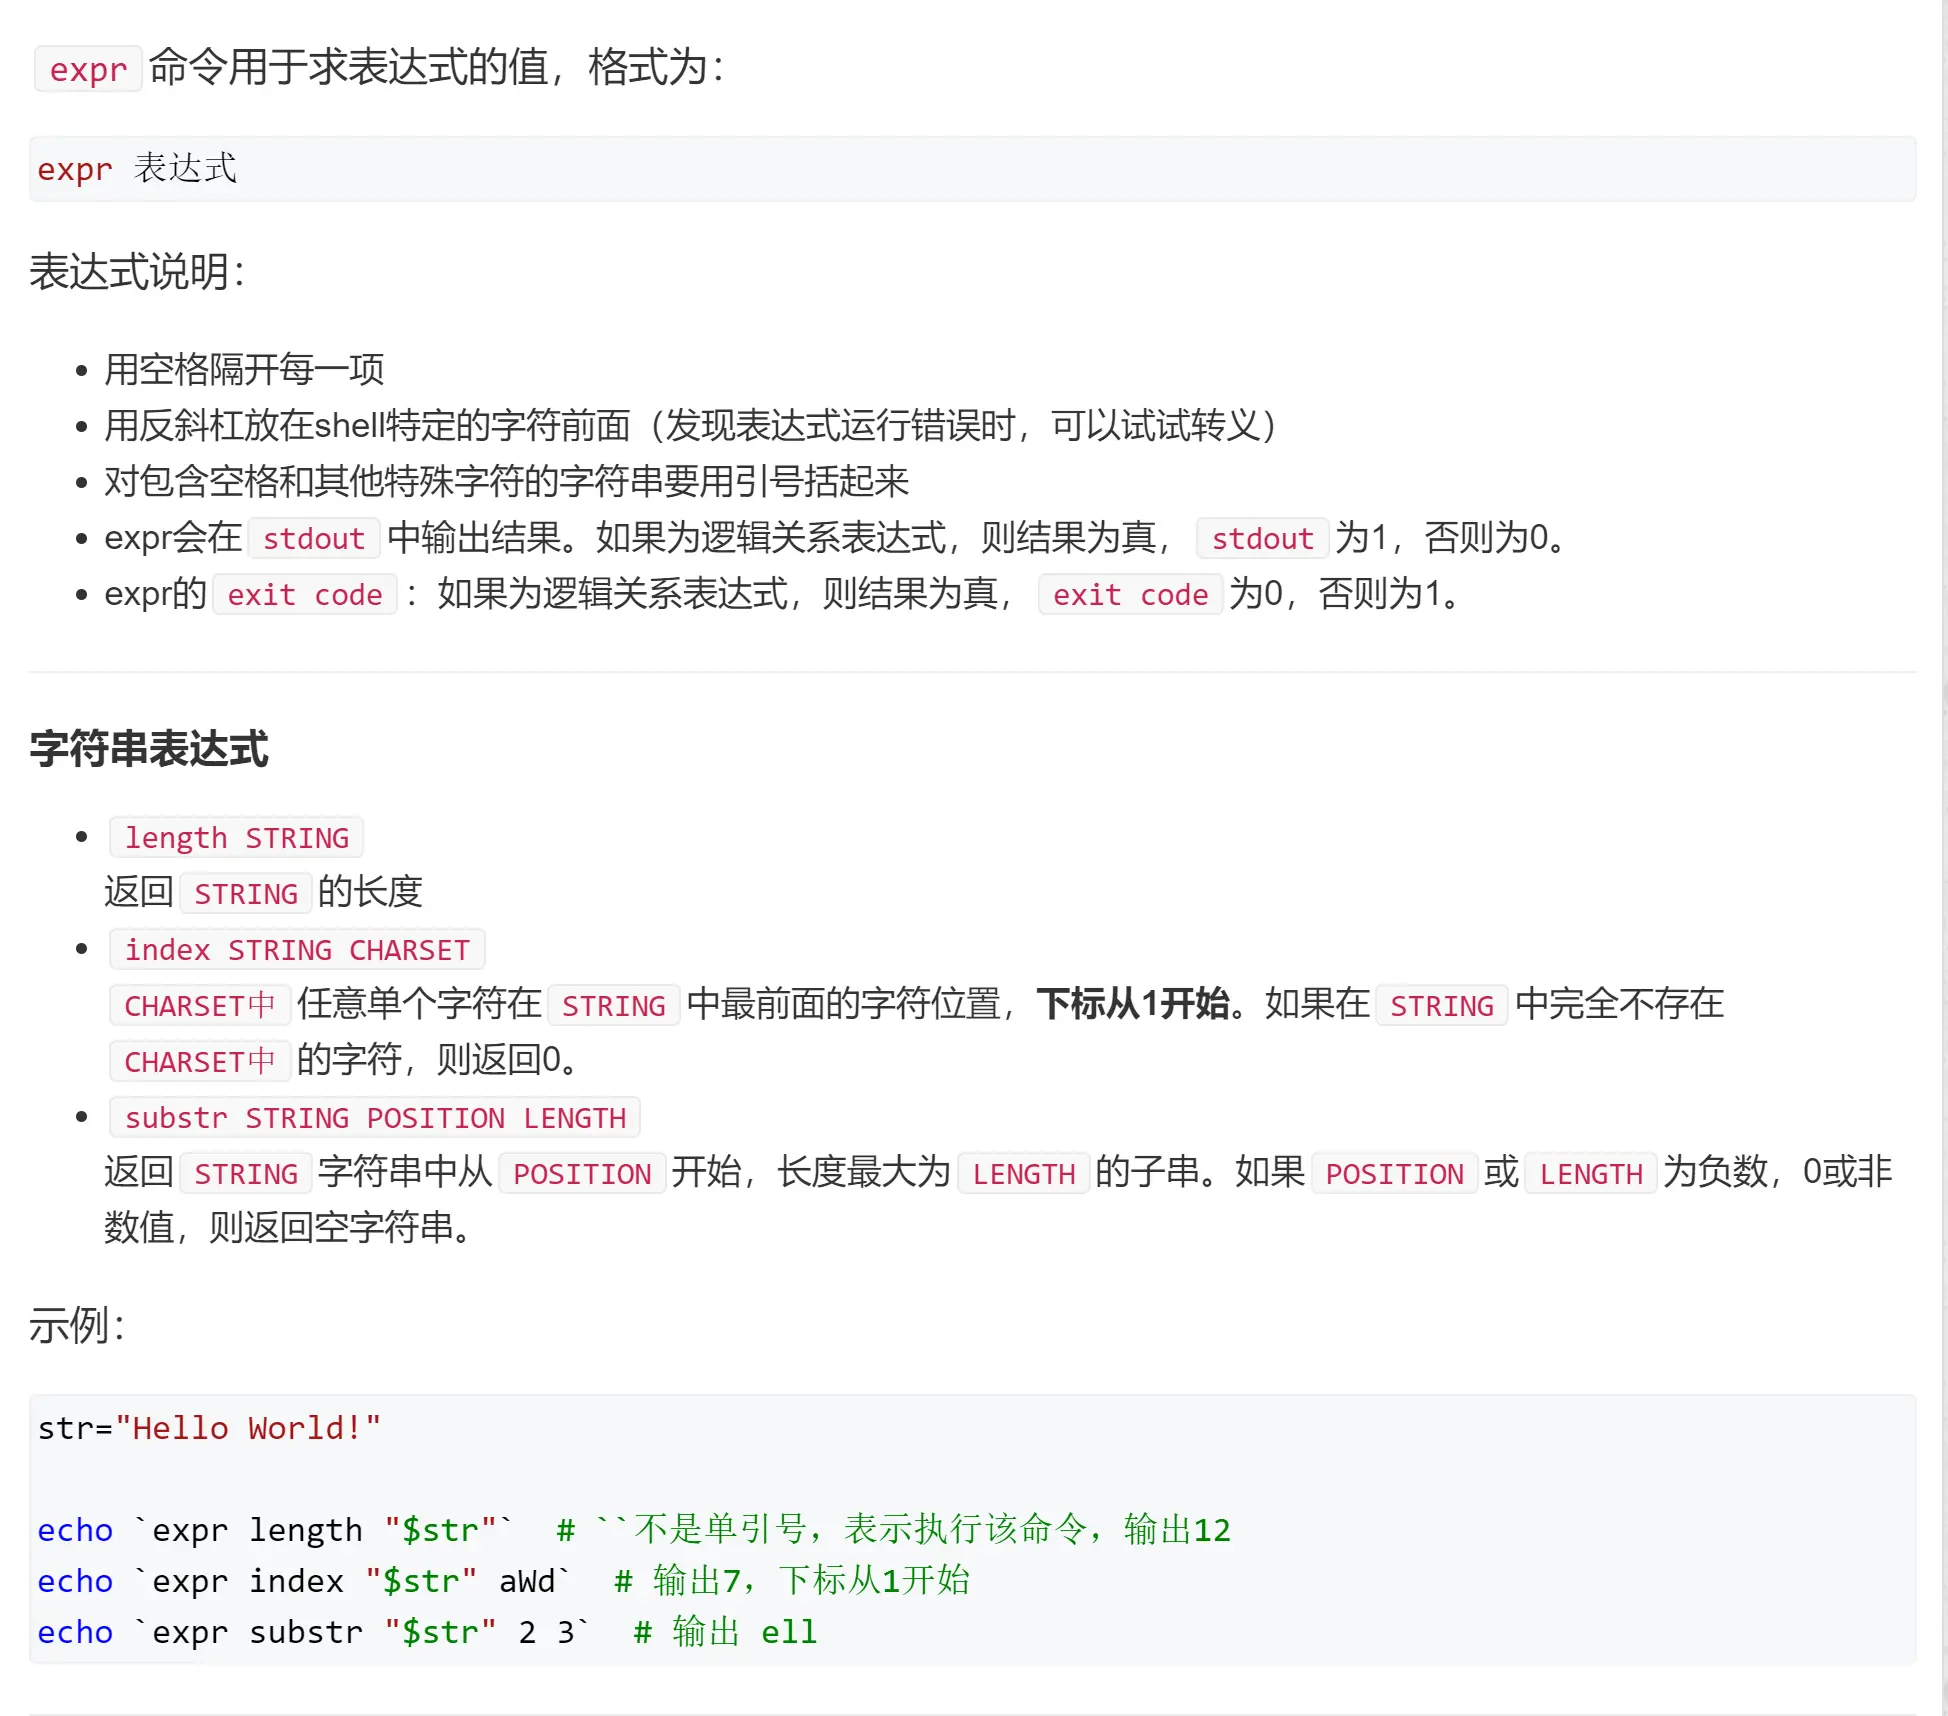 expr 命令用于求表达式的值，格式为：
expr 表达式
表达式说明：
• 用空格隔开每一项
• 用反斜杠放在shell特定的字符前面（发现表达式运行错误时，可以试试转义）
• 对包含空格和其他特殊字符的字符串要用引号括起来
• expr会在 stdout 中输出结果。如果为逻辑关系表达式，则结果为真， stdout 为1，否则为0。
• expr的 exit code ：如果为逻辑关系表达式，则结果为真， exit code 为0，否则为1。
字符串表达式
• length STRING
返回 STRING 的长度
• index STRING CHARSET
CHARSET中 任意单个字符在 STRING 中最前面的字符位置，下标从1开始。如果在 STRING 中完全不存在
CHARSET中 的字符，则返回0。
• substr STRING POSITION LENGTH
返回 STRING 字符串中从 POSITION 开始，长度最大为 LENGTH 的子串。如果 POSITION 或 LENGTH 为负数，0或非
数值，则返回空字符串。
示例：
str="Hello World!"
echo `expr length "$str"`  # ``不是单引号，表示执行该命令，输出12
echo `expr index "$str" aWd`  # 输出7，下标从1开始
echo `expr substr "$str" 2 3`  # 输出 ell